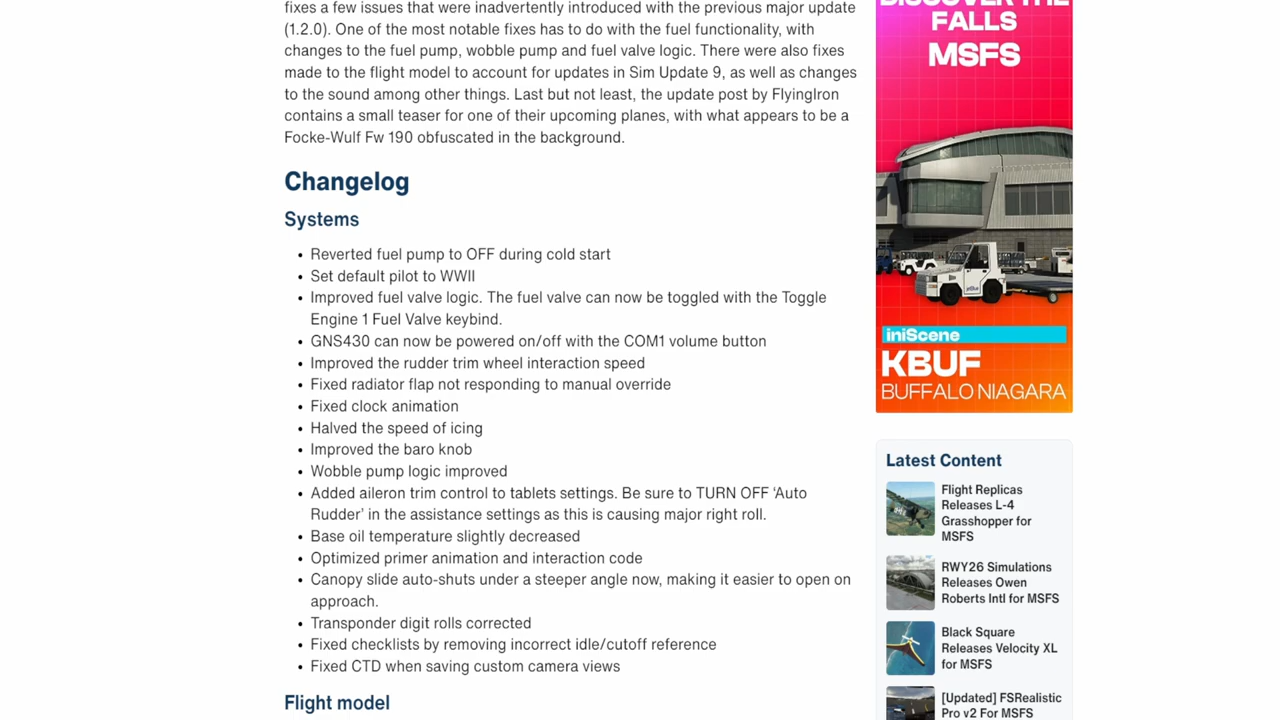 fixes a few issues that were inadvertently introduced with the previous major update
(1.2.0). One of the most notable fixes has to do with the fuel functionality, with
changes to the fuel pump, wobble pump and fuel valve logic. There were also fixes
made to the flight model to account for updates in Sim Update 9, as well as changes
to the sound among other things. Last but not least, the update post by FlyingIron
contains a small teaser for one of their upcoming planes, with what appears to be a
Focke-Wulf Fw 190 obfuscated in the background.
Changelog
Systems
• Reverted fuel pump to OFF during cold start
• Set default pilot to WWII
• Improved fuel valve logic. The fuel valve can now be toggled with the Toggle
Engine 1 Fuel Valve keybind.
• GNS430 can now be powered on/off with the COM1 volume button
• Improved the rudder trim wheel interaction speed
• Fixed radiator flap not responding to manual override
• Fixed clock animation
• Halved the speed of icing
• Improved the baro knob
• Wobble pump logic improved
• Added aileron trim control to tablets settings. Be sure to TURN OFF ‘Auto
Rudder’ in the assistance settings as this is causing major right roll.
• Base oil temperature slightly decreased
• Optimized primer animation and interaction code
• Canopy slide auto-shuts under a steeper angle now, making it easier to open on
approach.
• Transponder digit rolls corrected
• Fixed checklists by removing incorrect idle/cutoff reference
• Fixed CTD when saving custom camera views
Flight model
DISCOVER THE
FALLS
MSFS
jetBlue
iniScene
KBUF
BUFFALO NIAGARA
Latest Content
Flight Replicas
Releases L-4
Grasshopper for
MSFS
RWY26 Simulations
Releases Owen
Roberts Intl for MSFS
Black Square
Releases Velocity XL
for MSFS
[Updated] FSRealistic
Pro v2 For MSFS